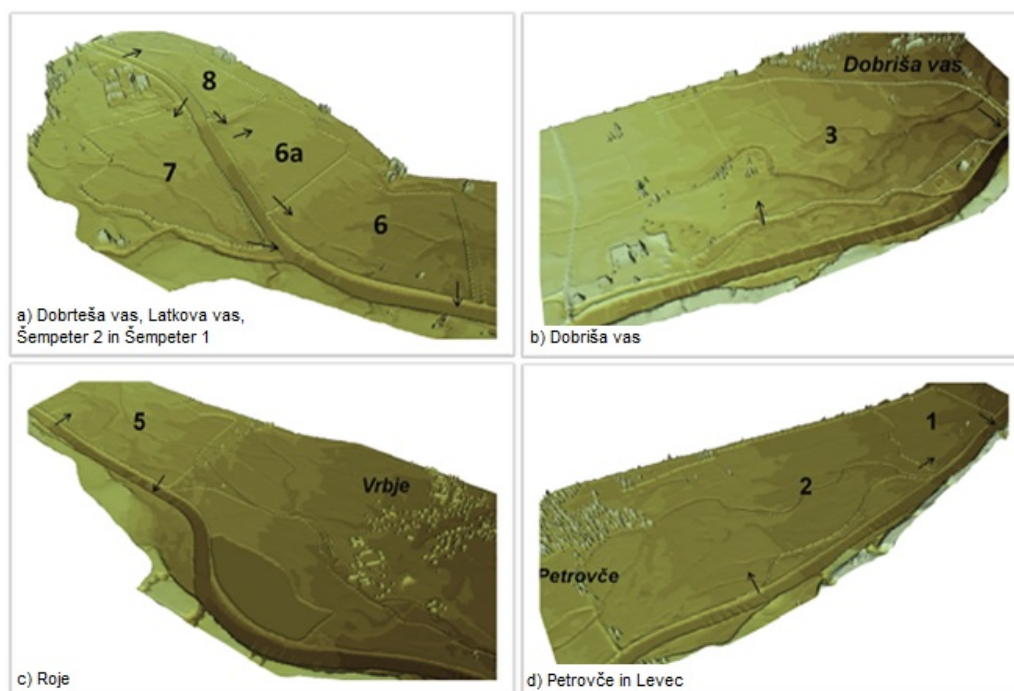 8
6a
7
6
a) Dobrteša vas, Latkova vas,
Šempeter 2 in Šempeter 1
Dobriša vas
3
b) Dobriša vas
5
Vrbje
c) Roje
1
2
Petrovče
d) Petrovče in Levec